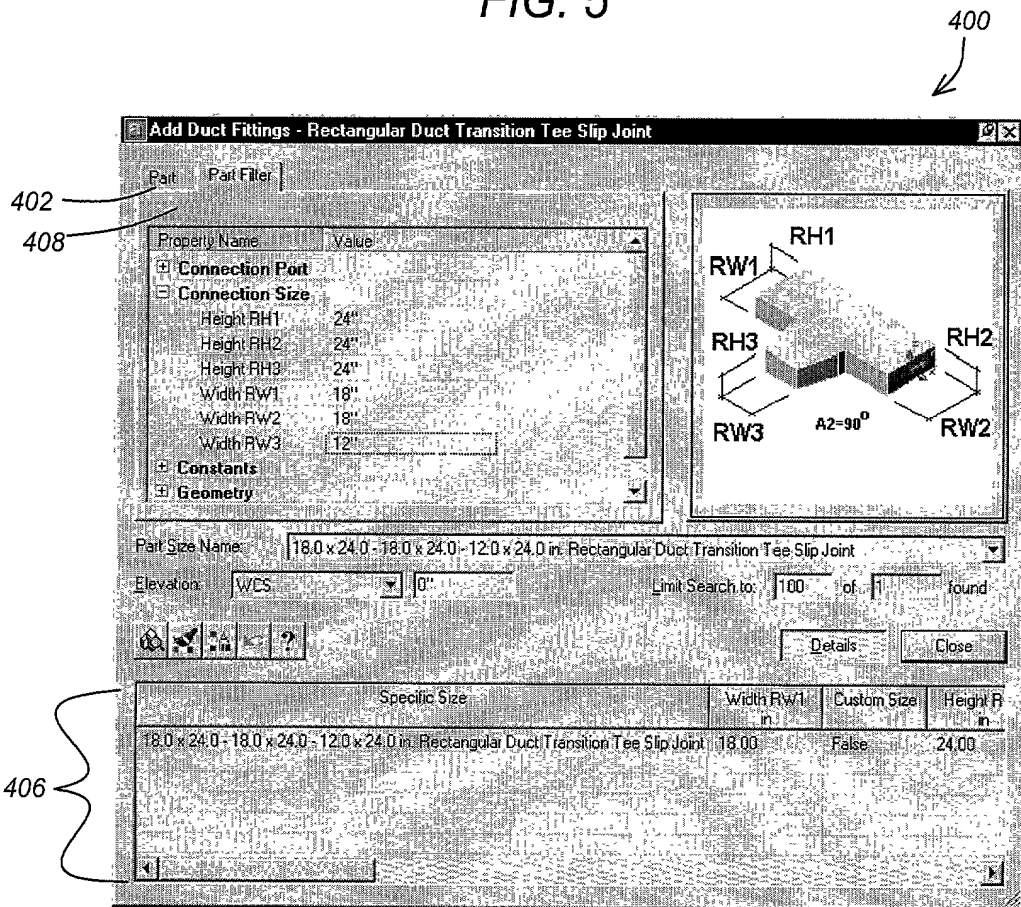 FIG. 5
400
Add Duct Fittings - Rectangular Duct Transition Tee Slip Joint
Part Part Filter
402
408
Property Name Value
Connection Port
Connection Size
Height RH1 24"
Height RH2 24"
Height RH3 24"
Width RW1 18"
Width RW2 18"
Width RW3 12"
Constants
Geometry
RH1
RW1
RH3
RH2
RW3
A2=90°
RW2
Part Size Name: 18.0 x 24.0 - 18.0 x 24.0 - 12.0 x 24.0 in. Rectangular Duct Transition Tee Slip Joint
Elevation: WCS 0" Limit Search to: 100 of 1 found
? Details Close
Specific Size Width RW1 in Custom Size Height R in
18.0 x 24.0 - 18.0 x 24.0 - 12.0 x 24.0 in. Rectangular Duct Transition Tee Slip Joint 18.00 False 24.00
406